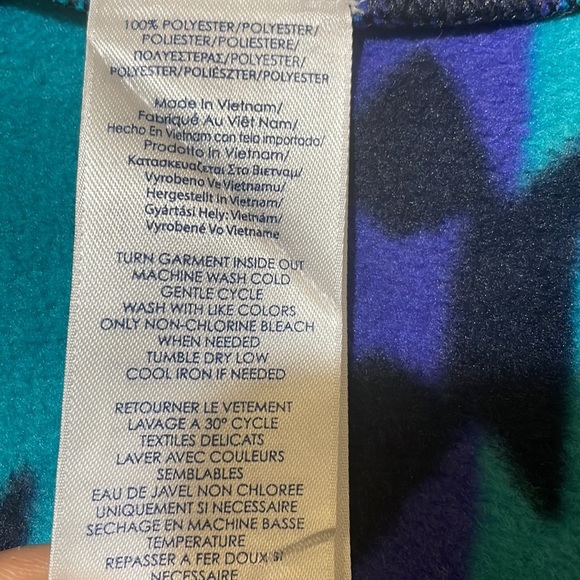 100% POLYESTER/POLYESTER/
POLIESTER/POLIESTERE/
ΠΟΛΥΕΣΤΕΡΑΣ/POLYESTER/
POLYESTER/POLIÉSZTER/POLYESTER
Made In Vietnam/
Fabriqué Au Viêt Nam/
Hecho En Vietnam con tela importada/
Prodotto In Vietnam/
Κατασκευαζεται Στο Βιετναμ/
Vyrobeno Ve Vietnamu/
Hergestellt In Vietnam/
Gyártási Hely: Vietnám/
Vyrobené Vo Vietname
TURN GARMENT INSIDE OUT
MACHINE WASH COLD
GENTLE CYCLE
WASH WITH LIKE COLORS
ONLY NON-CHLORINE BLEACH
WHEN NEEDED
TUMBLE DRY LOW
COOL IRON IF NEEDED
RETOURNER LE VETEMENT
LAVAGE A 30° CYCLE
TEXTILES DELICATS
LAVER AVEC COULEURS
SEMBLABLES
EAU DE JAVEL NON CHLOREE
UNIQUEMENT SI NECESSAIRE
SECHAGE EN MACHINE BASSE
TEMPERATURE
REPASSER A FER DOUX SI
NECESSAIRE